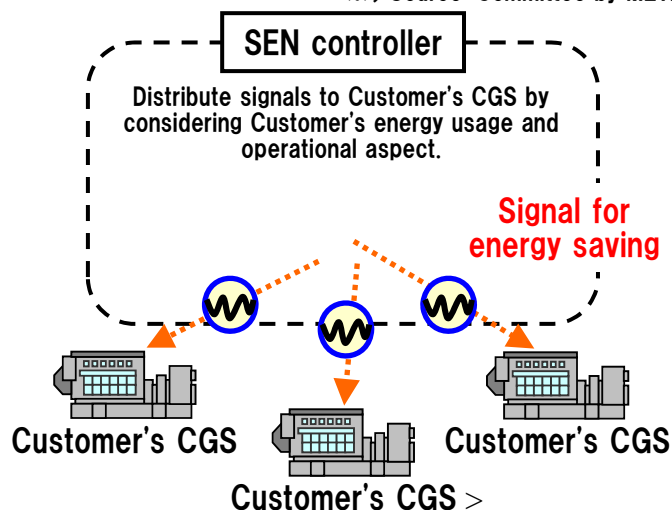 SEN controller
Distribute signals to Customer's CGS by
considering Customer's energy usage and
operational aspect.
Signal for
energy saving
Customer's CGS
Customer's CGS
Customer's CGS >